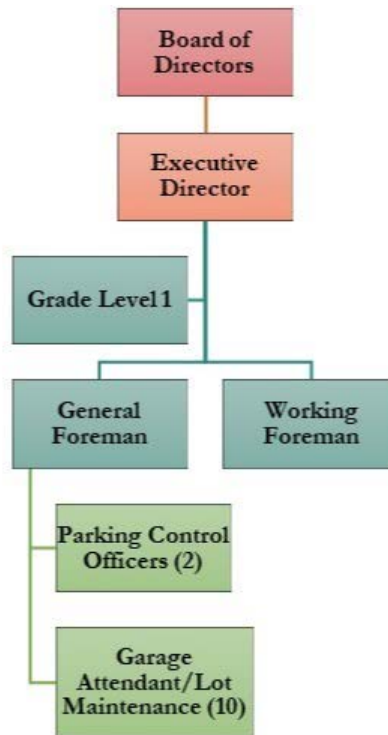 Board of
Directors
Executive
Director
Grade Level 1
General
Foreman
Working
Foreman
Parking Control
Officers (2)
Garage
Attendant/Lot
Maintenance (10)